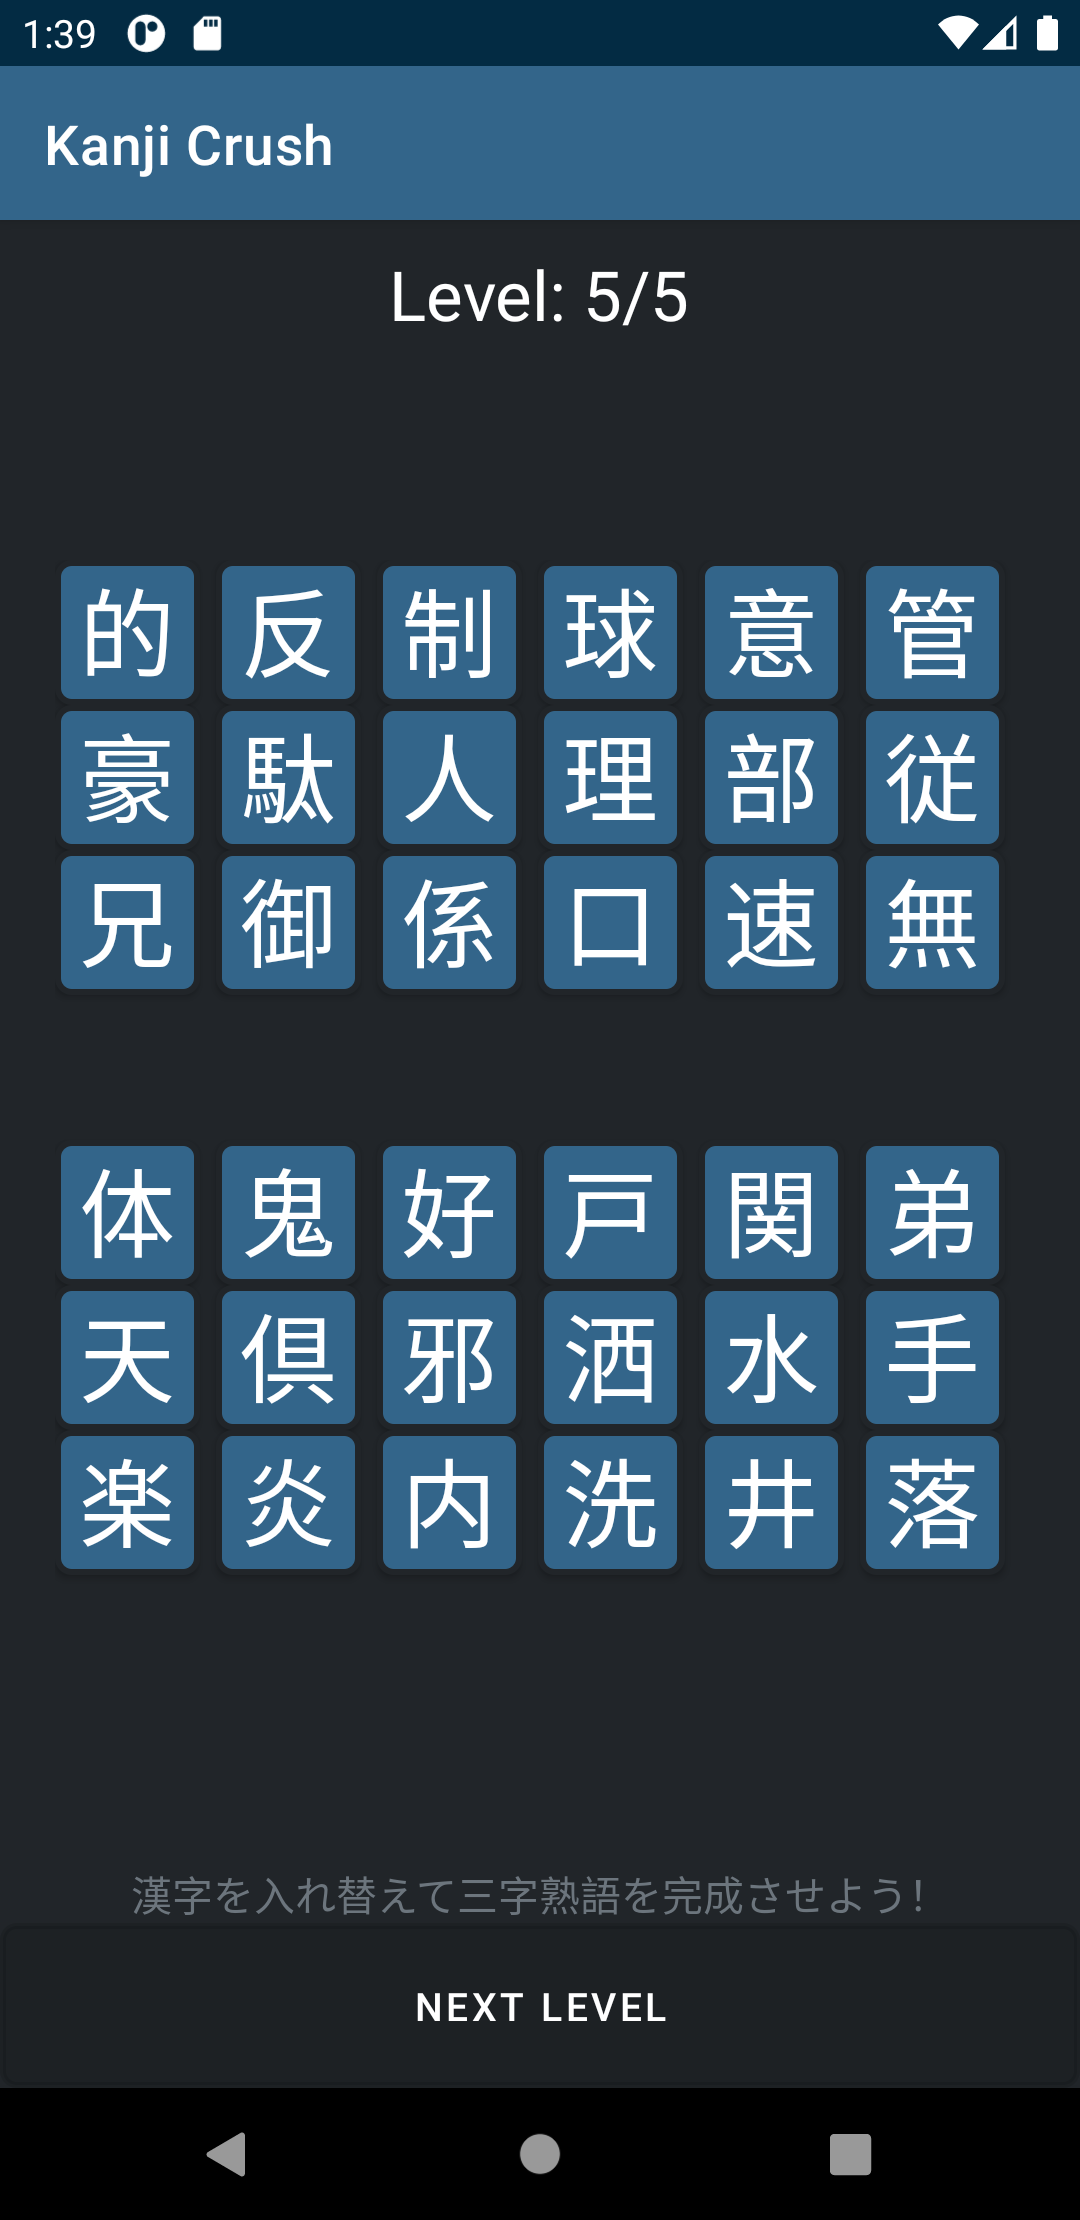 1:39
Kanji Crush
Level: 5/5
的 反 制 球 意 管
豪 駄 人 理 部 従
兄 御 係 口 速 無
体 鬼 好 戸 関 弟
天 倶 邪 洒 水 手
楽 炎 内 洗 井 落
漢字を入れ替えて三字熟語を完成させよう！
NEXT LEVEL